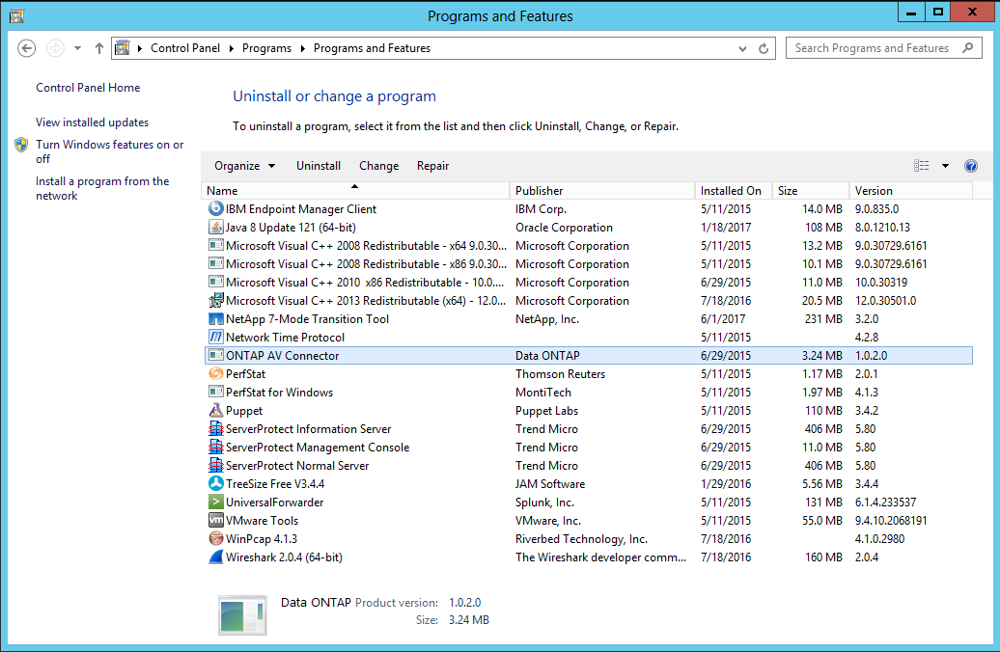 Programs and Features
Control Panel Programs Programs and Features
Search Programs and Features
Control Panel Home
View installed updates
Turn Windows features on or
off
Install a program from the
network
Uninstall or change a program
To uninstall a program, select it from the list and then click Uninstall, Change, or Repair.
Organize Uninstall Change Repair
Name Publisher Installed On Size Version
IBM Endpoint Manager Client IBM Corp. 5/11/2015 14.0 MB 9.0.835.0
Java 8 Update 121 (64-bit) Oracle Corporation 1/18/2017 108 MB 8.0.1210.13
Microsoft Visual C++ 2008 Redistributable - x64 9.0.30... Microsoft Corporation 5/11/2015 13.2 MB 9.0.30729.6161
Microsoft Visual C++ 2008 Redistributable - x86 9.0.30... Microsoft Corporation 5/11/2015 10.1 MB 9.0.30729.6161
Microsoft Visual C++ 2010 x86 Redistributable - 10.0.... Microsoft Corporation 6/29/2015 11.0 MB 10.0.30319
Microsoft Visual C++ 2013 Redistributable (x64) - 12.0... Microsoft Corporation 7/18/2016 20.5 MB 12.0.30501.0
NetApp 7-Mode Transition Tool NetApp, Inc. 6/1/2017 231 MB 3.2.0
Network Time Protocol 5/11/2015 4.2.8
ONTAP AV Connector Data ONTAP 6/29/2015 3.24 MB 1.0.2.0
PerfStat Thomson Reuters 5/11/2015 1.17 MB 2.0.1
PerfStat for Windows MontiTech 5/11/2015 1.97 MB 4.1.3
Puppet Puppet Labs 5/11/2015 110 MB 3.4.2
ServerProtect Information Server Trend Micro 6/29/2015 406 MB 5.80
ServerProtect Management Console Trend Micro 6/29/2015 11.0 MB 5.80
ServerProtect Normal Server Trend Micro 6/29/2015 406 MB 5.80
TreeSize Free V3.4.4 JAM Software 1/29/2016 5.56 MB 3.4.4
UniversalForwarder Splunk, Inc. 5/11/2015 131 MB 6.1.4.233537
vm VMware Tools VMware, Inc. 5/11/2015 55.0 MB 9.4.10.2068191
WinPcap 4.1.3 Riverbed Technology, Inc. 7/18/2016 4.1.0.2980
Wireshark 2.0.4 (64-bit) The Wireshark developer comm... 7/18/2016 160 MB 2.0.4
Data ONTAP Product version: 1.0.2.0
Size: 3.24 MB